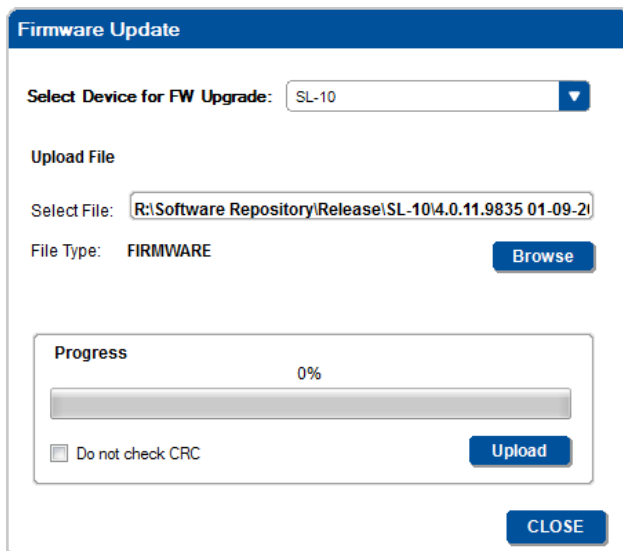 Firmware Update
Select Device for FW Upgrade: SL-10
Upload File
Select File: R:\Software Repository\Release\SL-10\4.0.11.9835 01-09-20
File Type: FIRMWARE
Browse
Progress
0%
Do not check CRC
Upload
CLOSE